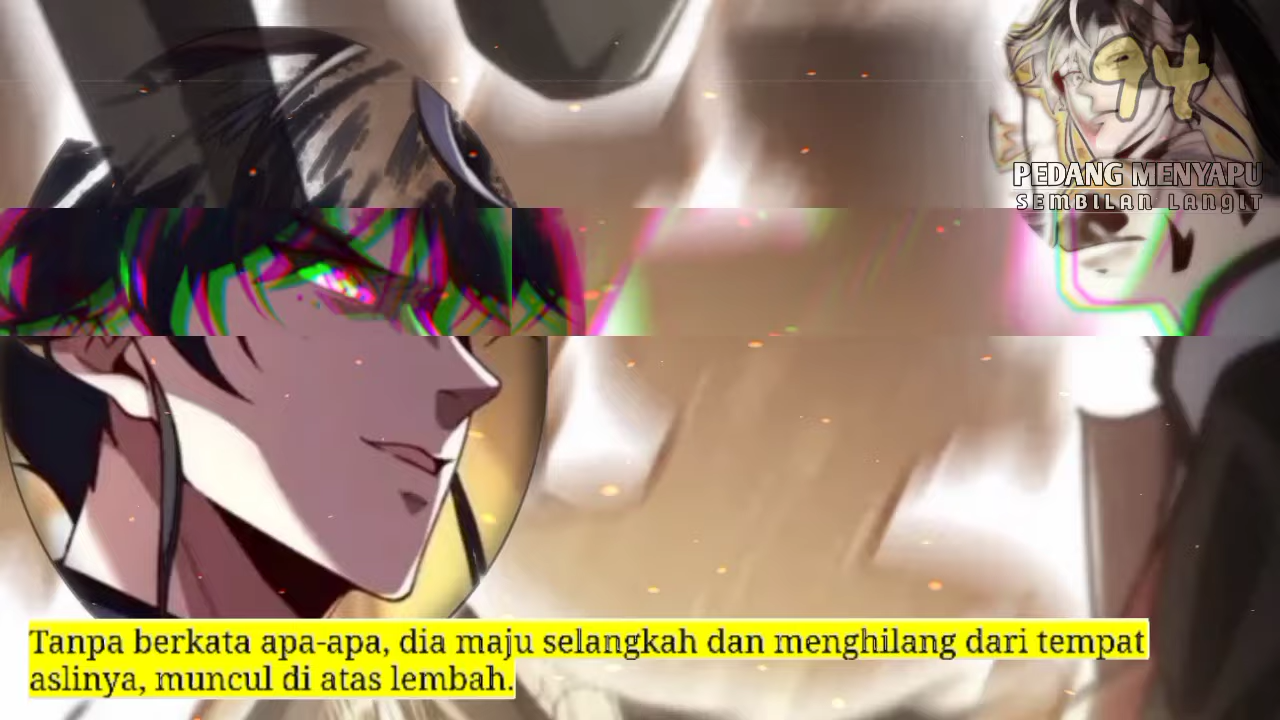 94
PEDANG MENYAPU
SEMBILAN LANGIT
Tanpa berkata apa-apa, dia maju selangkah dan menghilang dari tempat
aslinya, muncul di atas lembah.